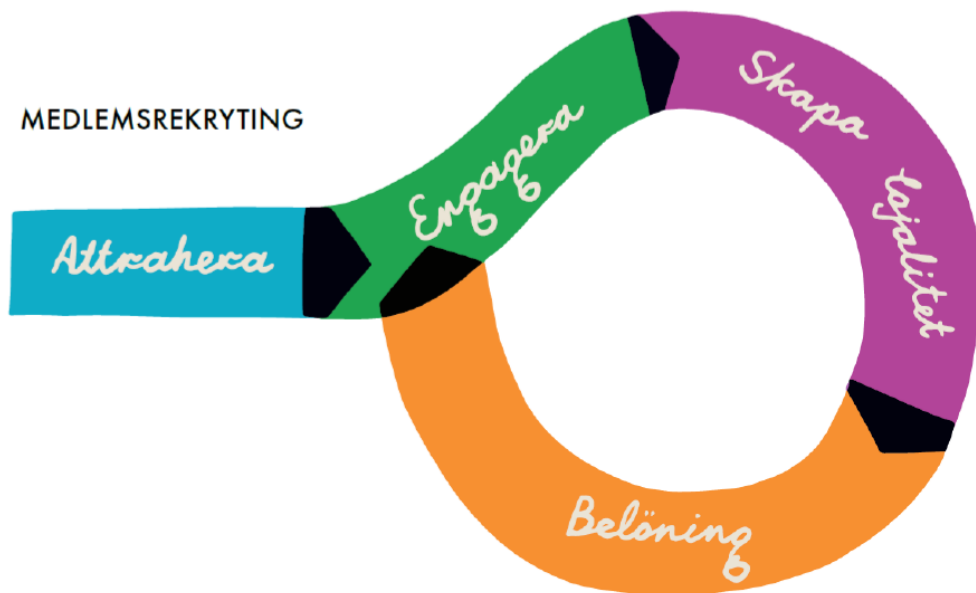 MEDLEMSREKRYTING
Attrahera
Engagera
Skapa
lojalitet
Belöning